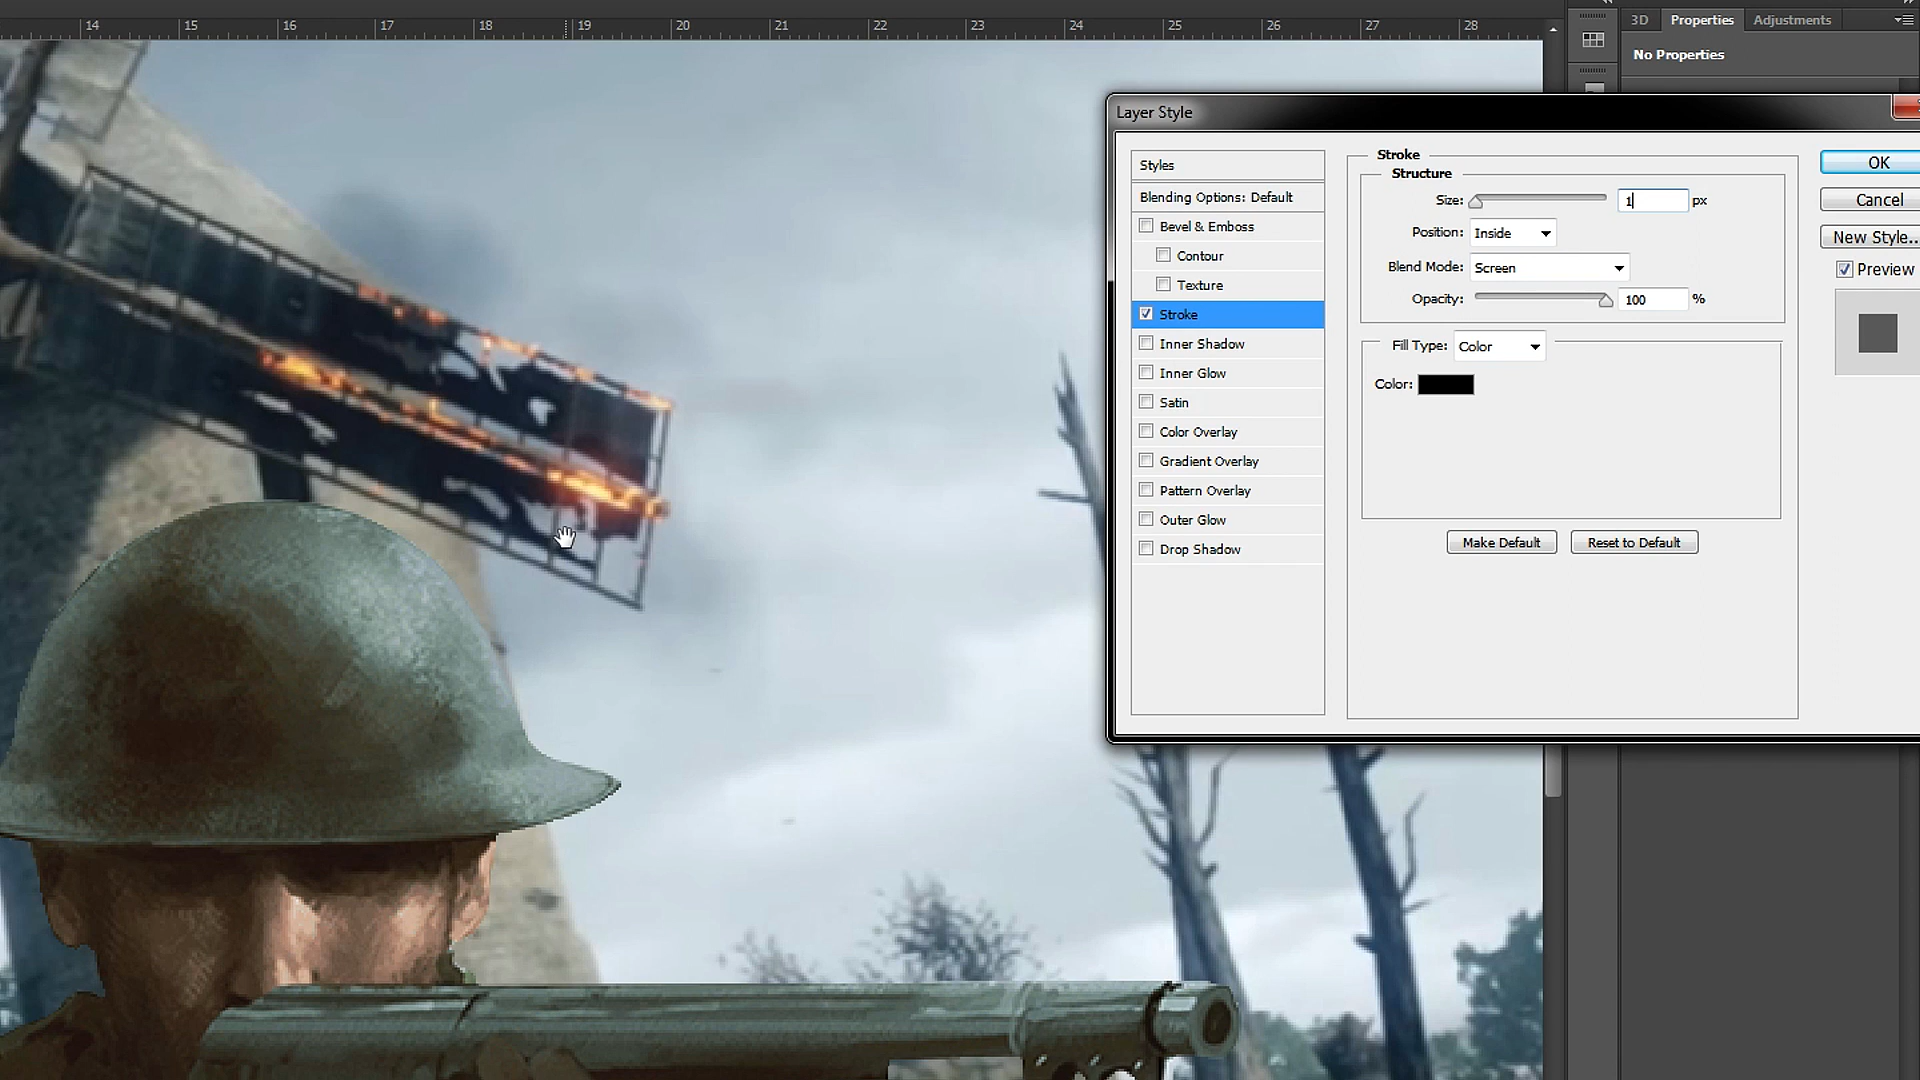 14 15 16 17 18 19 20 21 22 23 24 25 26 27 28
3D Properties Adjustments
No Properties
Layer Style
Styles
Blending Options: Default
Bevel & Emboss
Contour
Texture
Stroke
Inner Shadow
Inner Glow
Satin
Color Overlay
Gradient Overlay
Pattern Overlay
Outer Glow
Drop Shadow
Stroke
Structure
Size: 1 px
Position: Inside
Blend Mode: Screen
Opacity: 100 %
Fill Type: Color
Color:
Make Default Reset to Default
OK
Cancel
New Style..
Preview